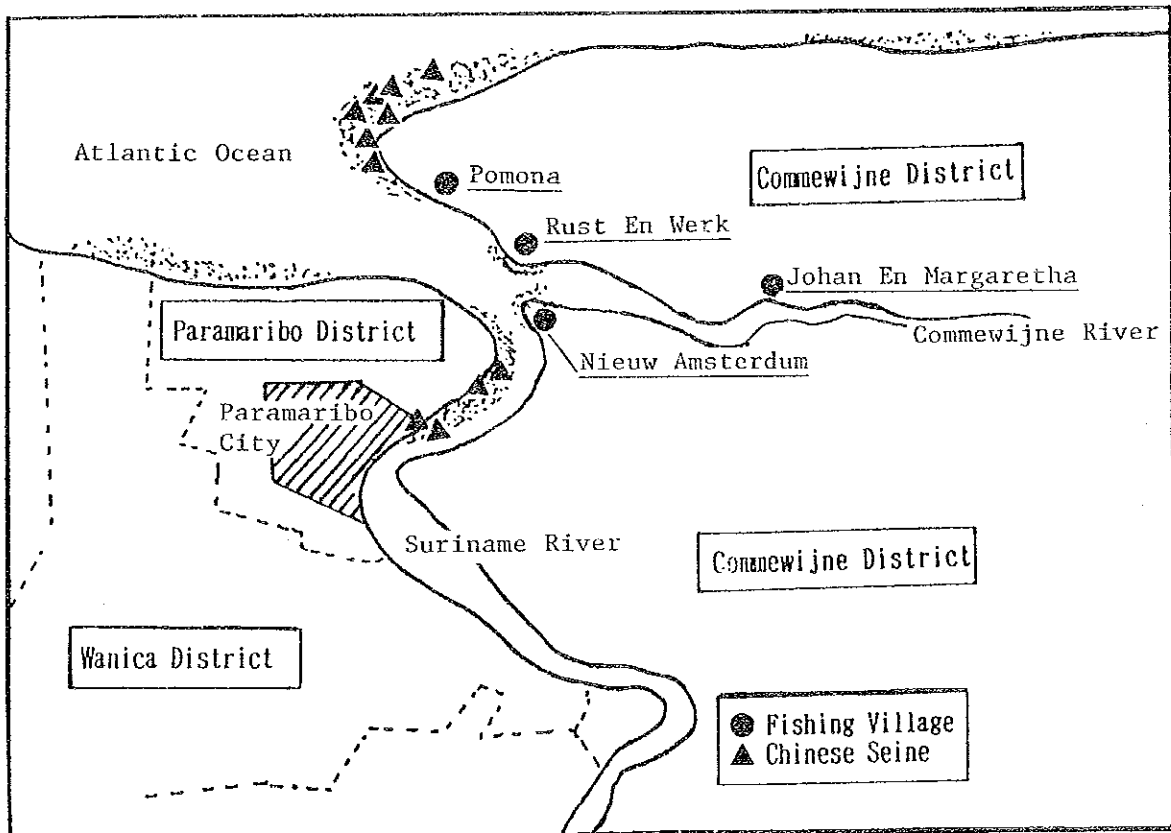 Atlantic Ocean
Pomona
Commewijne District
Rust En Werk
Johan En Margaretha
Commewijne River
Paramaribo District
Nieuw Amsterdum
Paramaribo
City
Suriname River
Commewijne District
Wanica District
Fishing Village
Chinese Seine